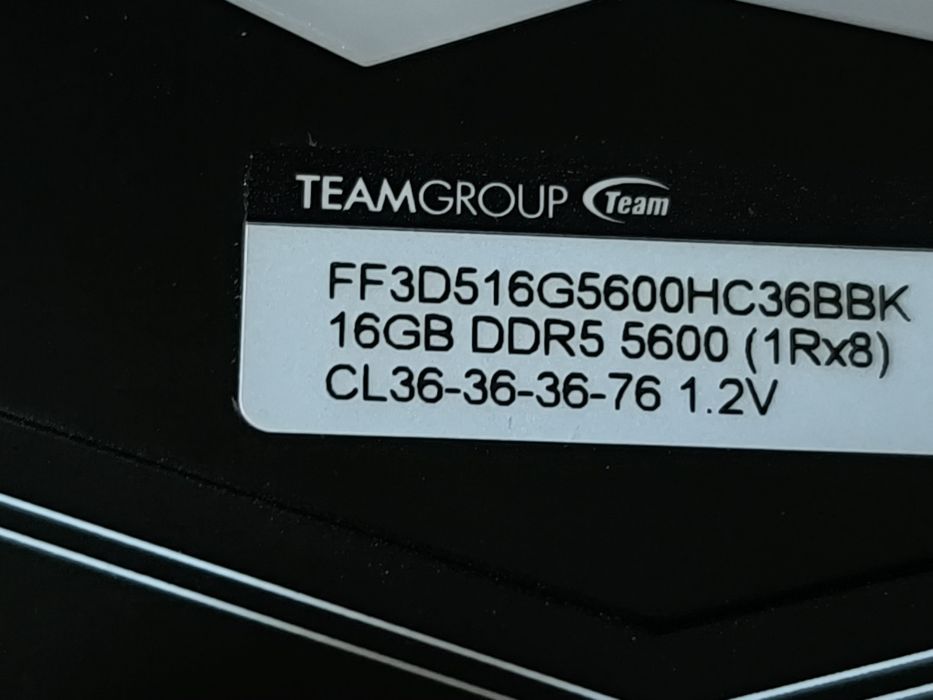 TEAMGROUP Team
FF3D516G5600HC36BBK
16GB DDR5 5600 (1Rx8)
CL36-36-36-76 1.2V